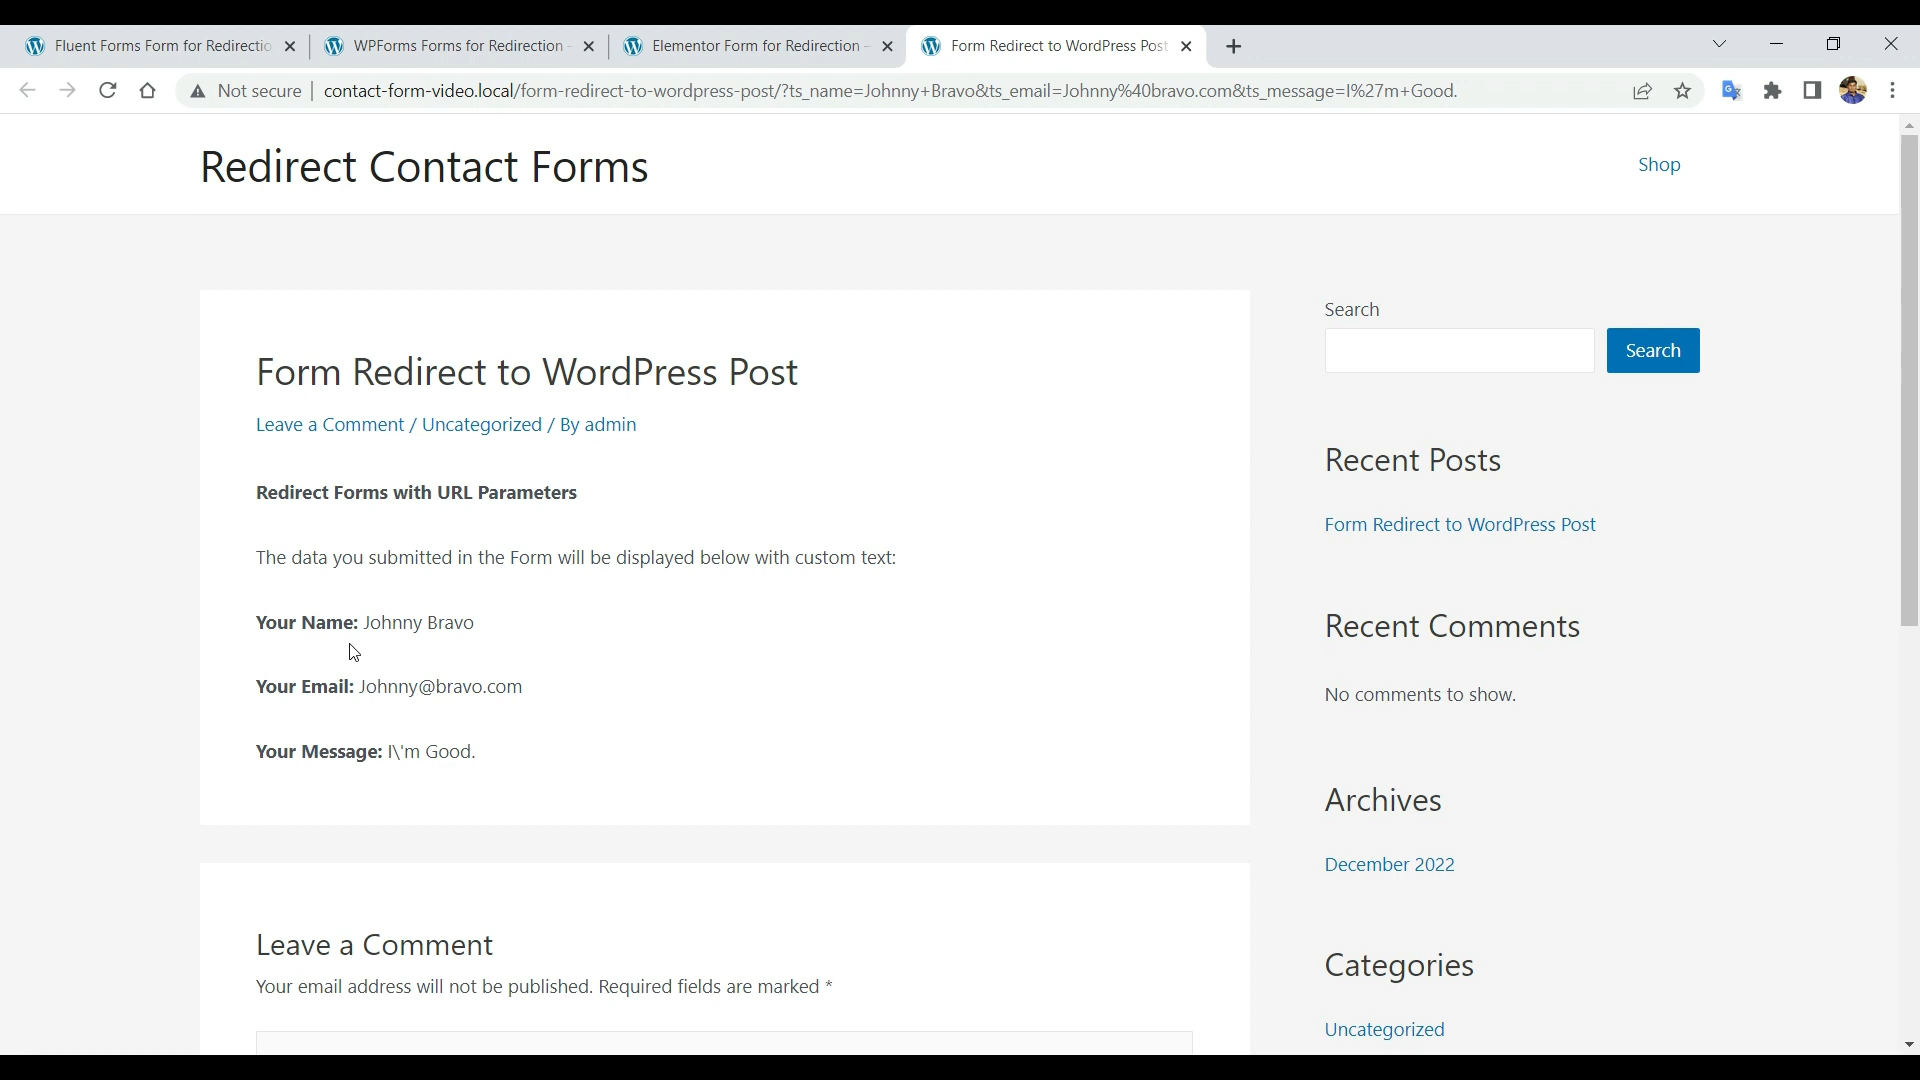 Fluent Forms Form for Redirectio
WPForms Forms for Redirection -
Elementor Form for Redirection -
Form Redirect to WordPress Post
Not secure
contact-form-video.local/form-redirect-to-wordpress-post/?ts_name=Johnny+Bravo&ts_email=Johnny%40bravo.com&ts_message=I%27m+Good.
Redirect Contact Forms
Shop
Form Redirect to WordPress Post
Leave a Comment / Uncategorized / By admin
Redirect Forms with URL Parameters
The data you submitted in the Form will be displayed below with custom text:
Your Name: Johnny Bravo
Your Email: Johnny@bravo.com
Your Message: I\'m Good.
Leave a Comment
Your email address will not be published. Required fields are marked *
Search
Search
Recent Posts
Form Redirect to WordPress Post
Recent Comments
No comments to show.
Archives
December 2022
Categories
Uncategorized